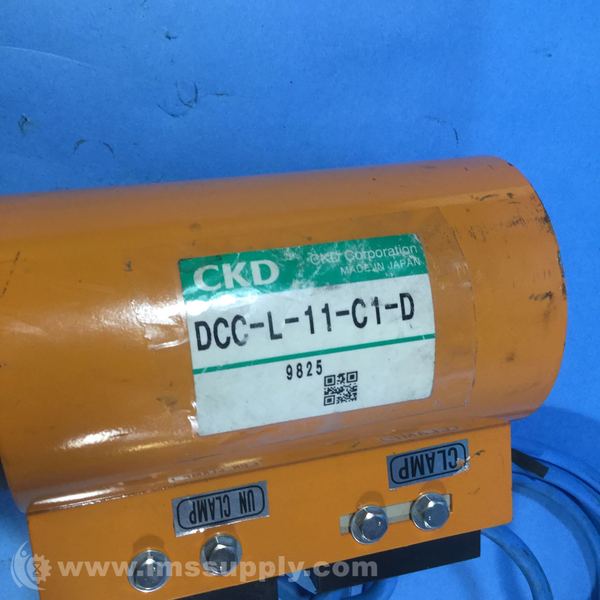 CKD
CKD Corporation
MADE IN JAPAN
DCC-L-11-C1-D
9825
CLAMP
UN CLAMP
www.imssupply.com